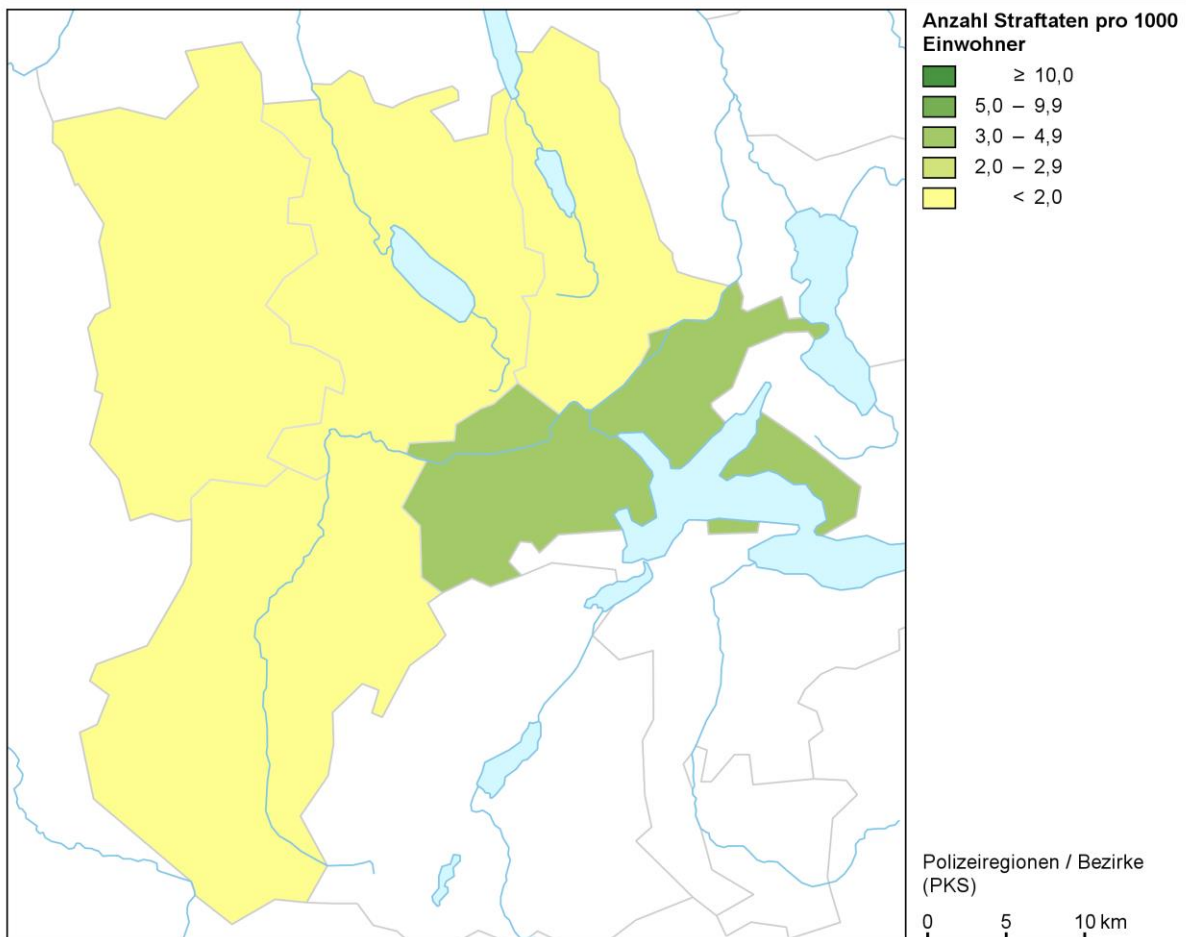 Anzahl Straftaten pro 1000
Einwohner
≥ 10,0
5,0 – 9,9
3,0 – 4,9
2,0 – 2,9
< 2,0
Polizeiregionen / Bezirke
(PKS)
0 5 10 km